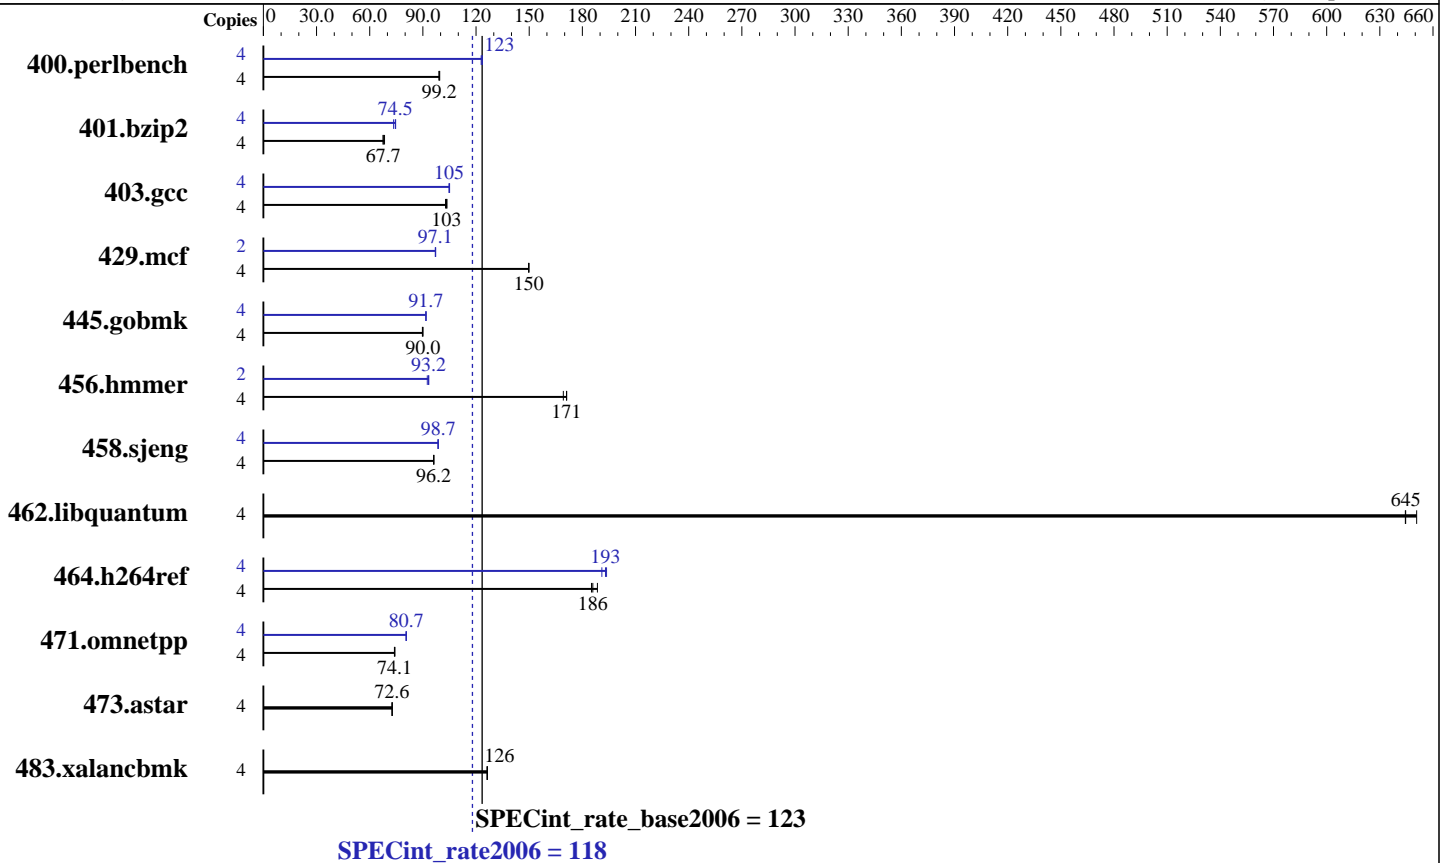 Copies 0 30.0 60.0 90.0 120 150 180 210 240 270 300 330 360 390 420 450 480 510 540 570 600 630 660
400.perlbench 4 123
4 99.2
401.bzip2 4 74.5
4 67.7
403.gcc 4 105
4 103
429.mcf 2 97.1
4 150
445.gobmk 4 91.7
4 90.0
456.hmmer 2 93.2
4 171
458.sjeng 4 98.7
4 96.2
462.libquantum 4 645
464.h264ref 4 193
4 186
471.omnetpp 4 80.7
4 74.1
473.astar 4 72.6
483.xalancbmk 4 126
SPECint_rate_base2006 = 123
SPECint_rate2006 = 118